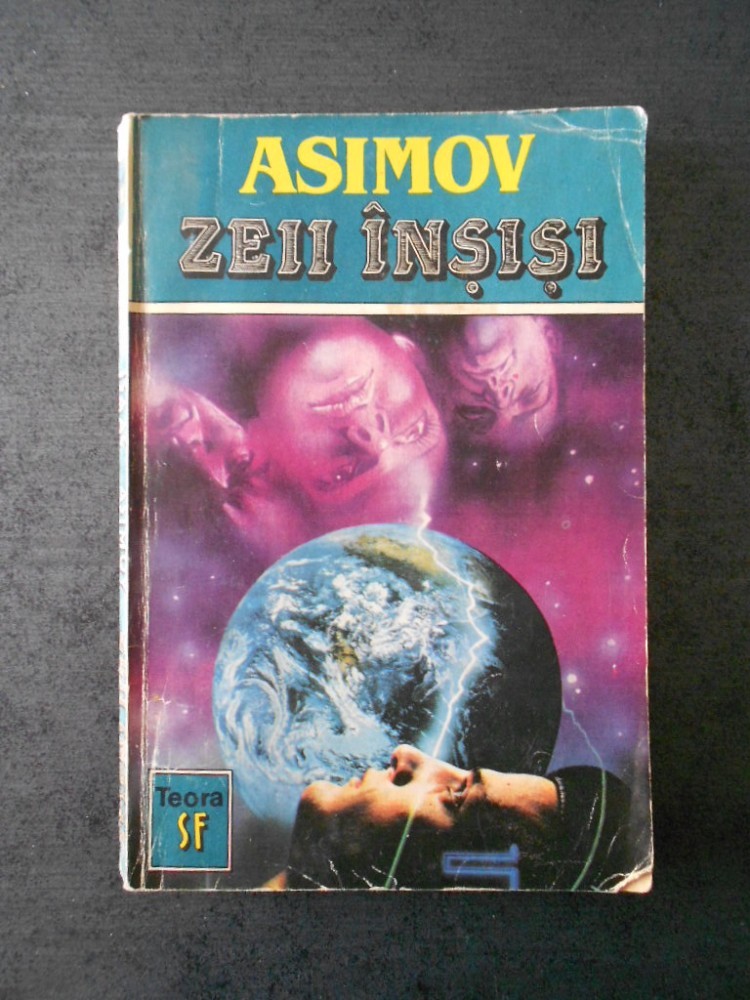 ASIMOV
ZEII ÎNȘIȘI
Teora
SF